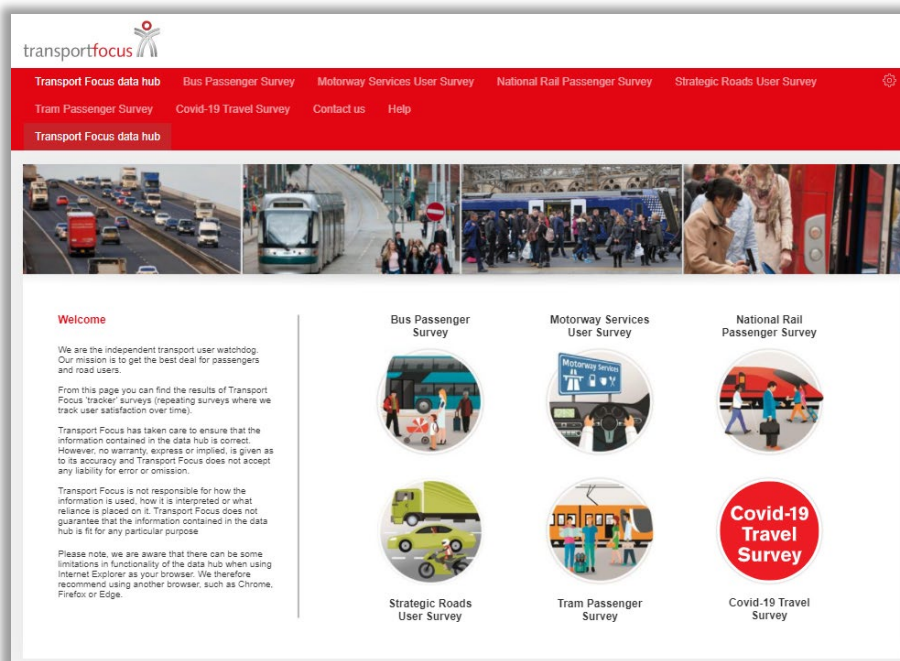 transportfocus
Transport Focus data hub Bus Passenger Survey Motorway Services User Survey National Rail Passenger Survey Strategic Roads User Survey
Tram Passenger Survey Covid-19 Travel Survey Contact us Help
Transport Focus data hub
Welcome
We are the independent transport user watchdog.
Our mission is to get the best deal for passengers
and road users.
From this page you can find the results of Transport
Focus 'tracker' surveys (repeating surveys where we
track user satisfaction over time).
Transport Focus has taken care to ensure that the
information contained in the data hub is correct.
However, no warranty, express or implied, is given as
to its accuracy and Transport Focus does not accept
any liability for error or omission.
Transport Focus is not responsible for how the
information is used, how it is interpreted or what
reliance is placed on it. Transport Focus does not
guarantee that the information contained in the data
hub is fit for any particular purpose
Please note, we are aware that there can be some
limitations in functionality of the data hub when using
Internet Explorer as your browser. We therefore
recommend using another browser, such as Chrome,
Firefox or Edge.
Bus Passenger
Survey
Motorway Services
User Survey
National Rail
Passenger Survey
Motorway Services
Strategic Roads
User Survey
Tram Passenger
Survey
Covid-19
Travel
Survey
Covid-19 Travel
Survey